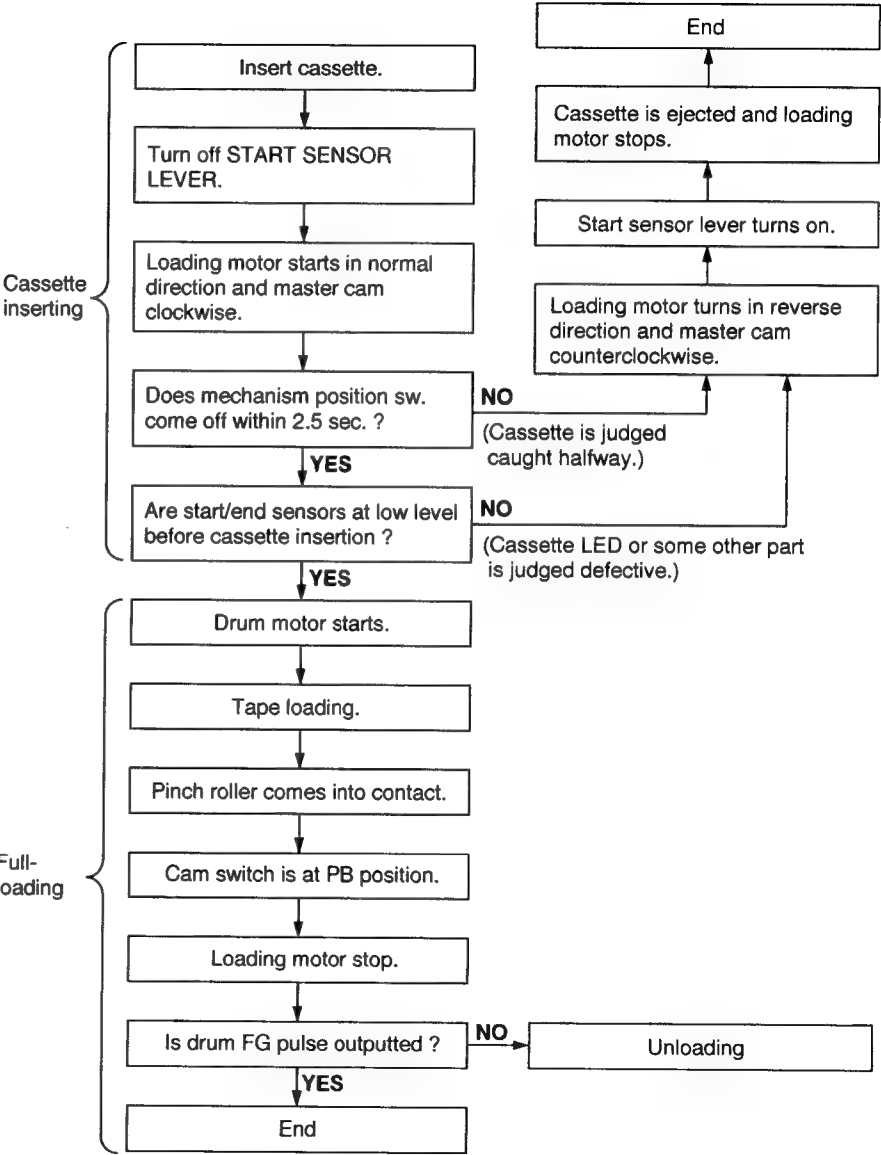 Cassette
inserting
Insert cassette.
Turn off START SENSOR
LEVER.
Loading motor starts in normal
direction and master cam
clockwise.
Does mechanism position sw.
come off within 2.5 sec. ?
NO
(Cassette is judged
caught halfway.)
YES
Are start/end sensors at low level
before cassette insertion ?
NO
(Cassette LED or some other part
is judged defective.)
YES
End
Cassette is ejected and loading
motor stops.
Start sensor lever turns on.
Loading motor turns in reverse
direction and master cam
counterclockwise.
Full-
oading
Drum motor starts.
Tape loading.
Pinch roller comes into contact.
Cam switch is at PB position.
Loading motor stop.
Is drum FG pulse outputted ?
NO
Unloading
YES
End